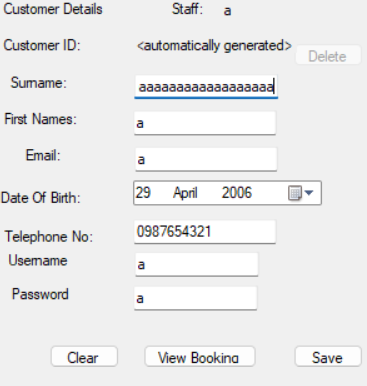 Customer Details Staff: a
Customer ID: <automatically generated> Delete
Surname: aaaaaaaaaaaaaaaaaa
First Names: a
Email: a
Date Of Birth: 29 April 2006
Telephone No: 0987654321
Username a
Password a
Clear View Booking Save